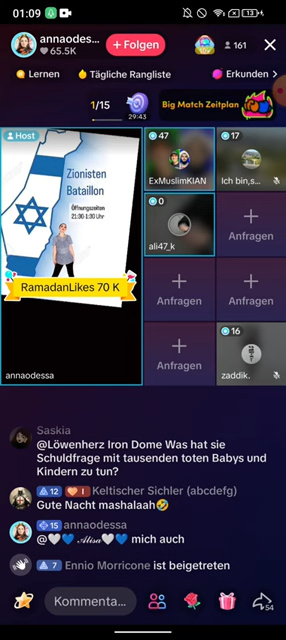 01:09
13
annaodes...
65.5K
+ Folgen
161
Lernen
Tägliche Rangliste
Erkunden >
1/15
29:43
Big Match Zeitplan
Host
Zionisten
Bataillon
Öffnungszeiten
21:30-1:30 Uhr
RamadanLikes 70 K
annaodessa
47
ExMuslimKIAN
17
Ich bin,s...
0
ali47_k
Anfragen
Anfragen
Anfragen
Anfragen
16
zaddik.
Saskia
@Löwenherz Iron Dome Was hat sie
Schuldfrage mit tausenden toten Babys und
Kindern zu tun?
12 I Keltischer Sichler (abcdefg)
Gute Nacht mashalaah🤣
15 annaodessa
@🤍💙 𝒜𝓁𝒾𝓈𝒶 🤍💙 mich auch
7 Ennio Morricone ist beigetreten
Kommenta...
54